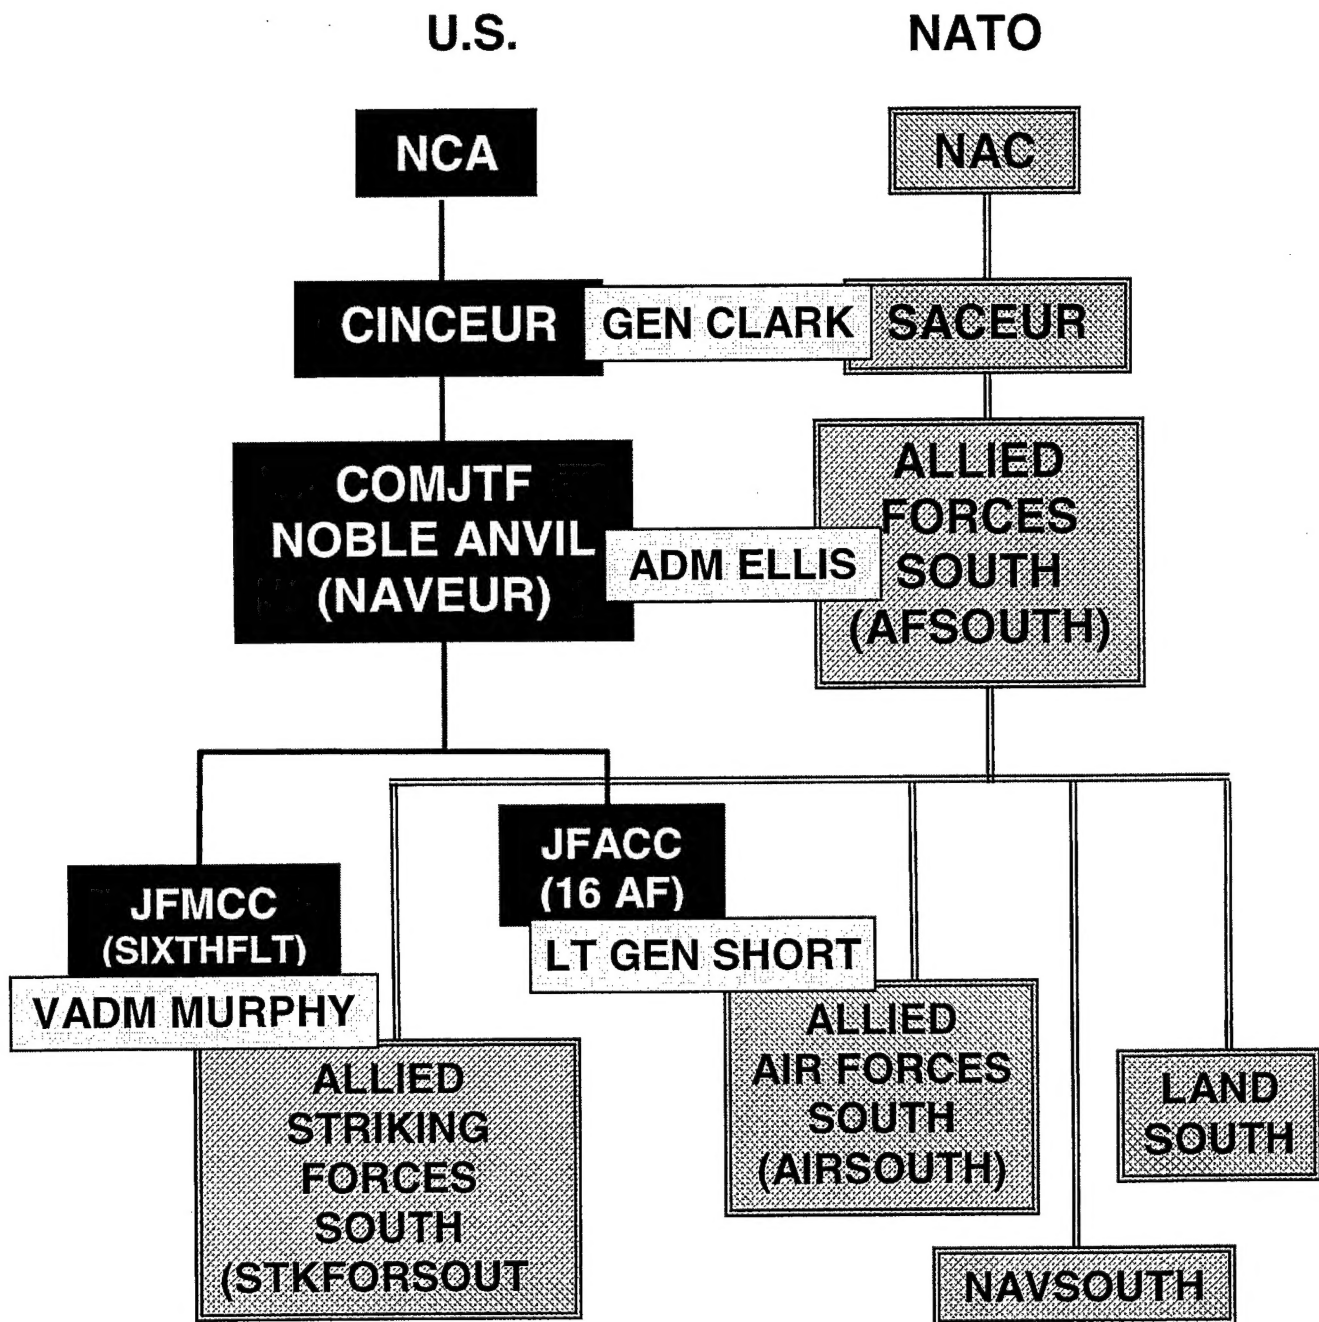 U.S.
NATO
NCA
NAC
CINCEUR
GEN CLARK
SACEUR
COMJTF
NOBLE ANVIL
(NAVEUR)
ADM ELLIS
ALLIED
FORCES
SOUTH
(AFSOUTH)
JFMCC
(SIXTHFLT)
VADM MURPHY
JFACC
(16 AF)
LT GEN SHORT
ALLIED
STRIKING
FORCES
SOUTH
(STKFORSOUT
ALLIED
AIR FORCES
SOUTH
(AIRSOUTH)
LAND
SOUTH
NAVSOUTH